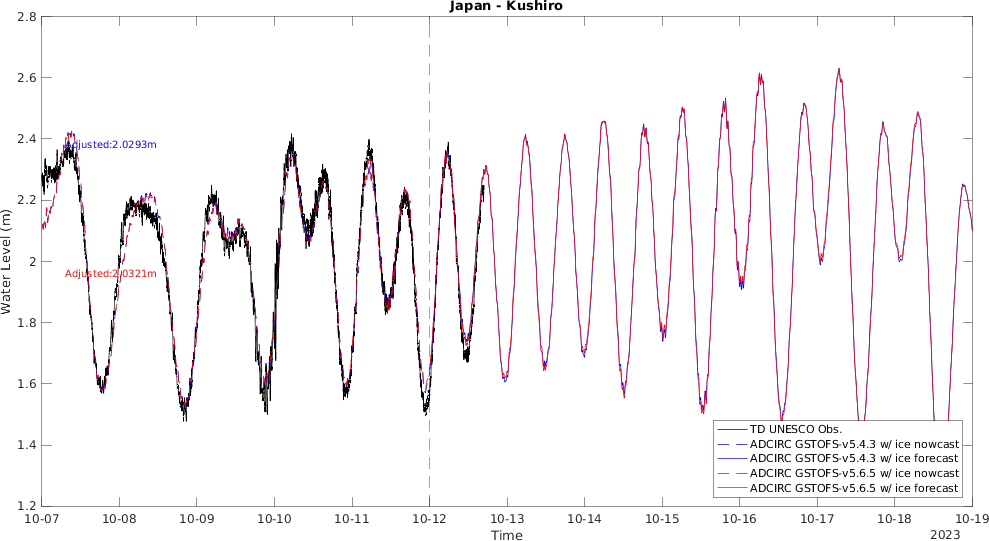 Japan - Kushiro
2.8
2.6
2.4
2.2
2
1.8
1.6
1.4
1.2
Water Level (m)
Adjusted:2.0293m
Adjusted:2.0321m
TD UNESCO Obs.
ADCIRC GSTOFS-v5.4.3 w/ ice nowcast
ADCIRC GSTOFS-v5.4.3 w/ ice forecast
ADCIRC GSTOFS-v5.6.5 w/ ice nowcast
ADCIRC GSTOFS-v5.6.5 w/ ice forecast
10-07 10-08 10-09 10-10 10-11 10-12 10-13 10-14 10-15 10-16 10-17 10-18 10-19
Time
2023